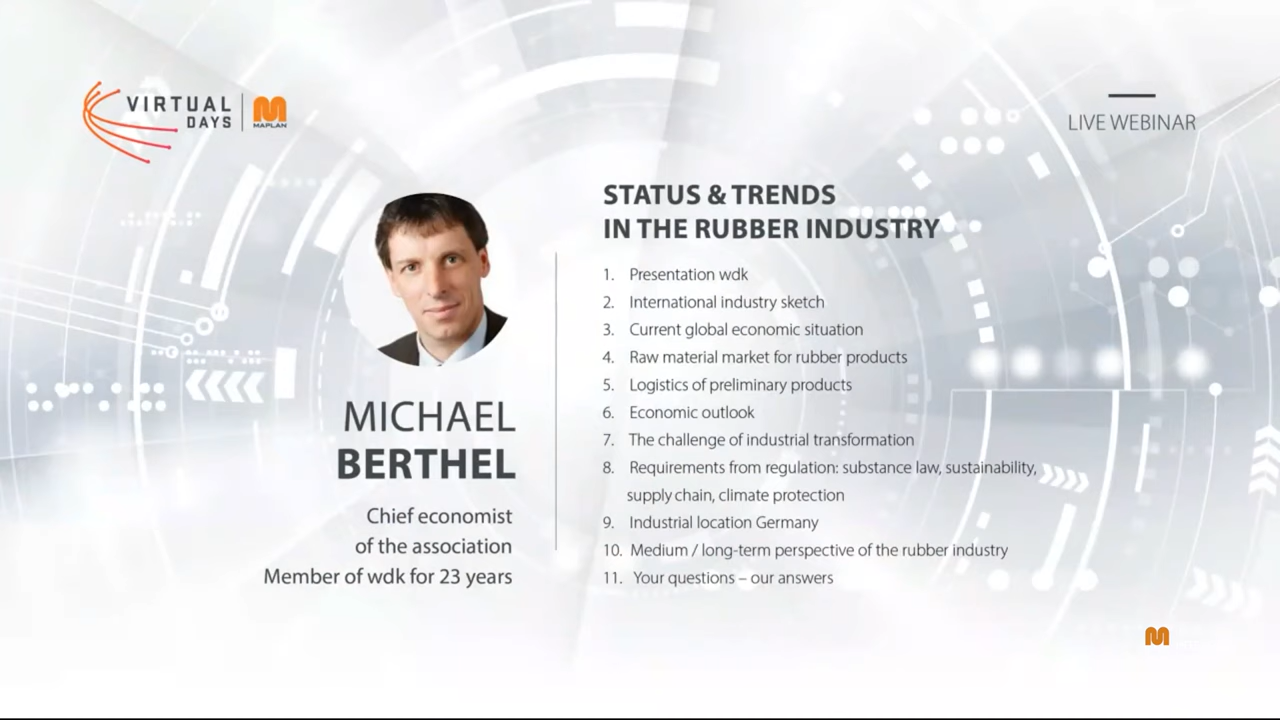 VIRTUAL
DAYS
MAPLAN
LIVE WEBINAR
STATUS & TRENDS
IN THE RUBBER INDUSTRY
1. Presentation wdk
2. International industry sketch
3. Current global economic situation
4. Raw material market for rubber products
5. Logistics of preliminary products
6. Economic outlook
7. The challenge of industrial transformation
8. Requirements from regulation: substance law, sustainability,
supply chain, climate protection
9. Industrial location Germany
10. Medium / long-term perspective of the rubber industry
11. Your questions – our answers
MICHAEL
BERTHEL
Chief economist
of the association
Member of wdk for 23 years